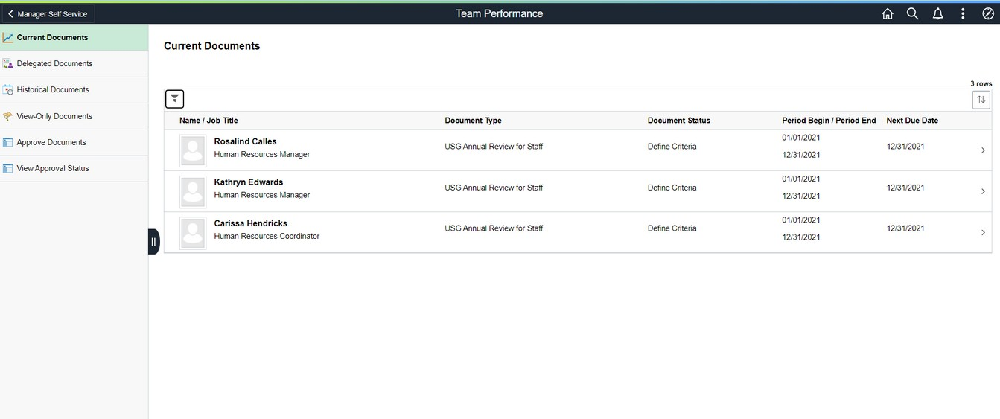 Manager Self Service
Team Performance
Current Documents
Delegated Documents
Historical Documents
View-Only Documents
Approve Documents
View Approval Status
Current Documents
3 rows
Name / Job Title Document Type Document Status Period Begin / Period End Next Due Date
Rosalind Calles
Human Resources Manager
USG Annual Review for Staff
Define Criteria
01/01/2021
12/31/2021
12/31/2021
Kathryn Edwards
Human Resources Manager
USG Annual Review for Staff
Define Criteria
01/01/2021
12/31/2021
12/31/2021
Carissa Hendricks
Human Resources Coordinator
USG Annual Review for Staff
Define Criteria
01/01/2021
12/31/2021
12/31/2021